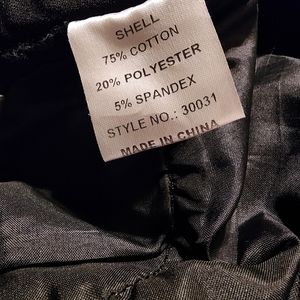 SHELL
75% COTTON
20% POLYESTER
5% SPANDEX
STYLE NO.: 30031
MADE IN CHINA